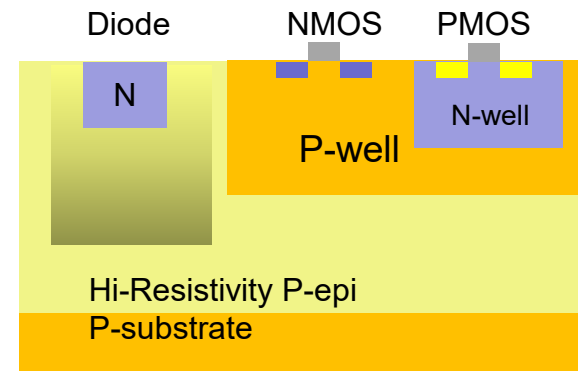 Diode NMOS PMOS
N
N-well
P-well
Hi-Resistivity P-epi
P-substrate